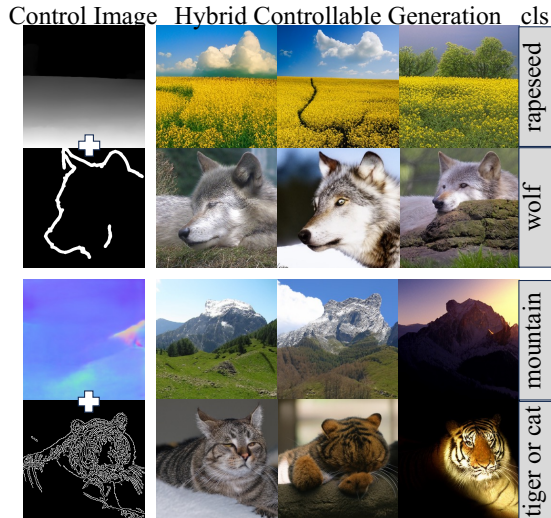 Control Image Hybrid Controllable Generation cls
rapeseed
wolf
mountain
tiger or cat